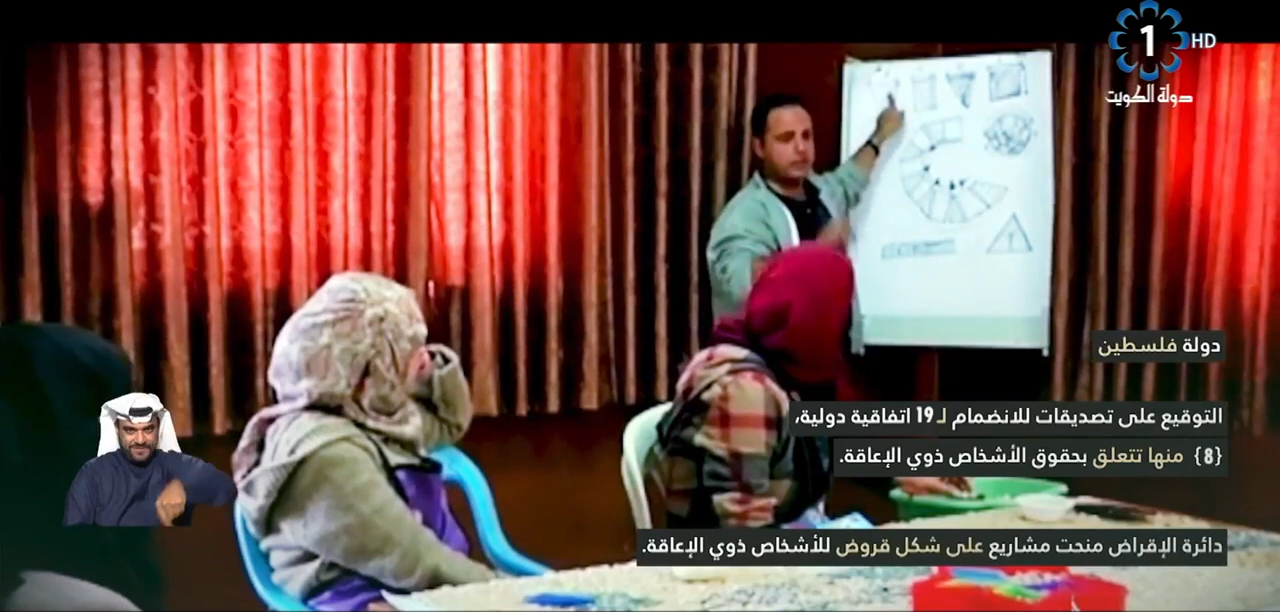 1 HD
دولة الكويت
دولة فلسطين
التوقيع على تصديقات للانضمام لـ 19 اتفاقية دولية،
{8} منها تتعلق بحقوق الأشخاص ذوي الإعاقة.
دائرة الإقراض منحت مشاريع على شكل قروض للأشخاص ذوي الإعاقة.